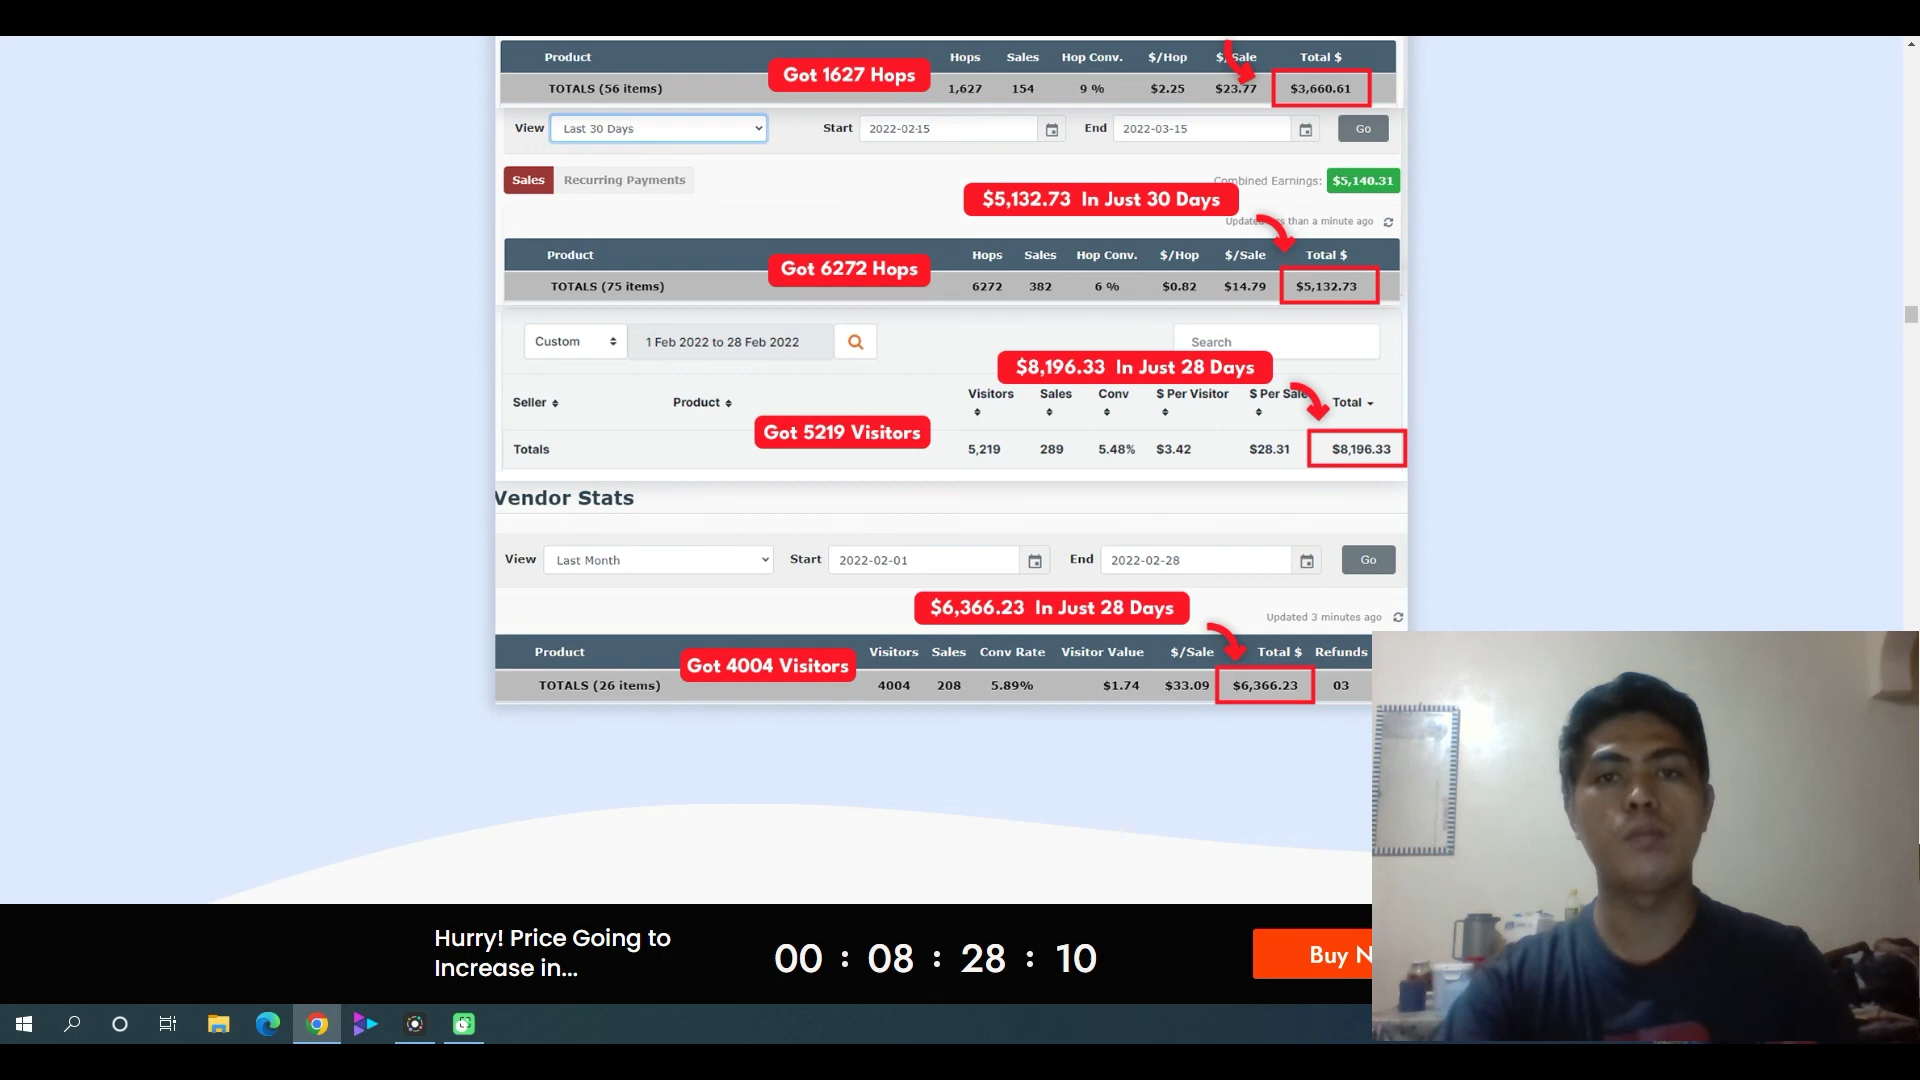 Product Hops Sales Hop Conv. $/Hop $/Sale Total $
Got 1627 Hops
TOTALS (56 items) 1,627 154 9 % $2.25 $23.77 $3,660.61
View Last 30 Days Start 2022-02-15 End 2022-03-15 Go
Sales Recurring Payments Combined Earnings: $5,140.31
$5,132.73 In Just 30 Days
Updated less than a minute ago
Product Hops Sales Hop Conv. $/Hop $/Sale Total $
Got 6272 Hops
TOTALS (75 items) 6272 382 6 % $0.82 $14.79 $5,132.73
Custom 1 Feb 2022 to 28 Feb 2022 Search
$8,196.33 In Just 28 Days
Seller Product Visitors Sales Conv $ Per Visitor $ Per Sale Total
Got 5219 Visitors
Totals 5,219 289 5.48% $3.42 $28.31 $8,196.33
Vendor Stats
View Last Month Start 2022-02-01 End 2022-02-28 Go
$6,366.23 In Just 28 Days
Updated 3 minutes ago
Product Visitors Sales Conv Rate Visitor Value $/Sale Total $ Refunds
Got 4004 Visitors
TOTALS (26 items) 4004 208 5.89% $1.74 $33.09 $6,366.23 03
Hurry! Price Going to
Increase in...
00 : 08 : 28 : 10
Buy N